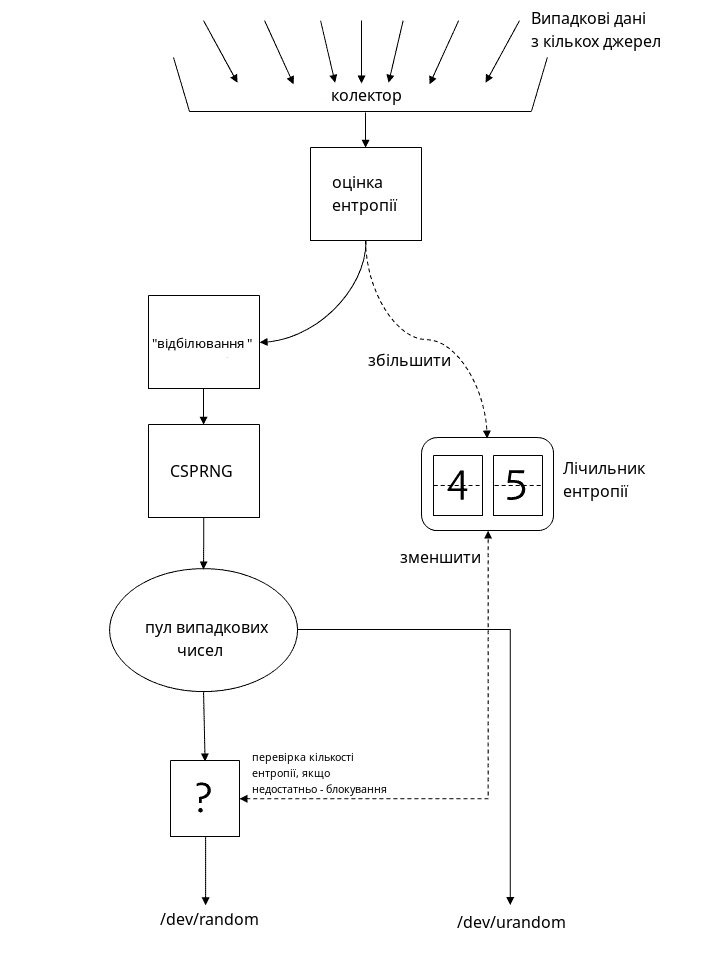 Випадкові дані
з кількох джерел
колектор
оцінка
ентропії
"відбілювання"
збільшити
CSPRNG
4 5
Лічильник
ентропії
зменшити
пул випадкових
чисел
перевірка кількості
ентропії, якщо
недостатньо - блокування
?
/dev/random
/dev/urandom